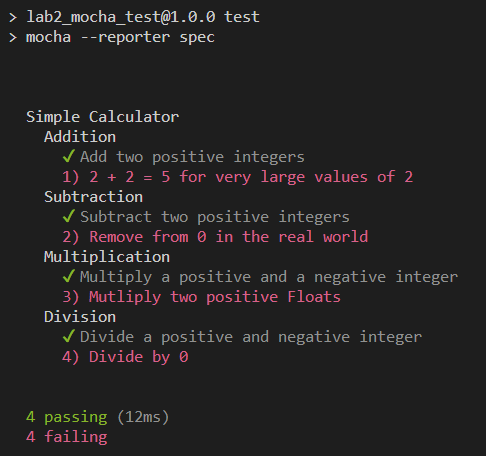 > lab2_mocha_test@1.0.0 test
> mocha --reporter spec
Simple Calculator
Addition
✓ Add two positive integers
1) 2 + 2 = 5 for very large values of 2
Subtraction
✓ Subtract two positive integers
2) Remove from 0 in the real world
Multiplication
✓ Multiply a positive and a negative integer
3) Mutliply two positive Floats
Division
✓ Divide a positive and negative integer
4) Divide by 0
4 passing (12ms)
4 failing